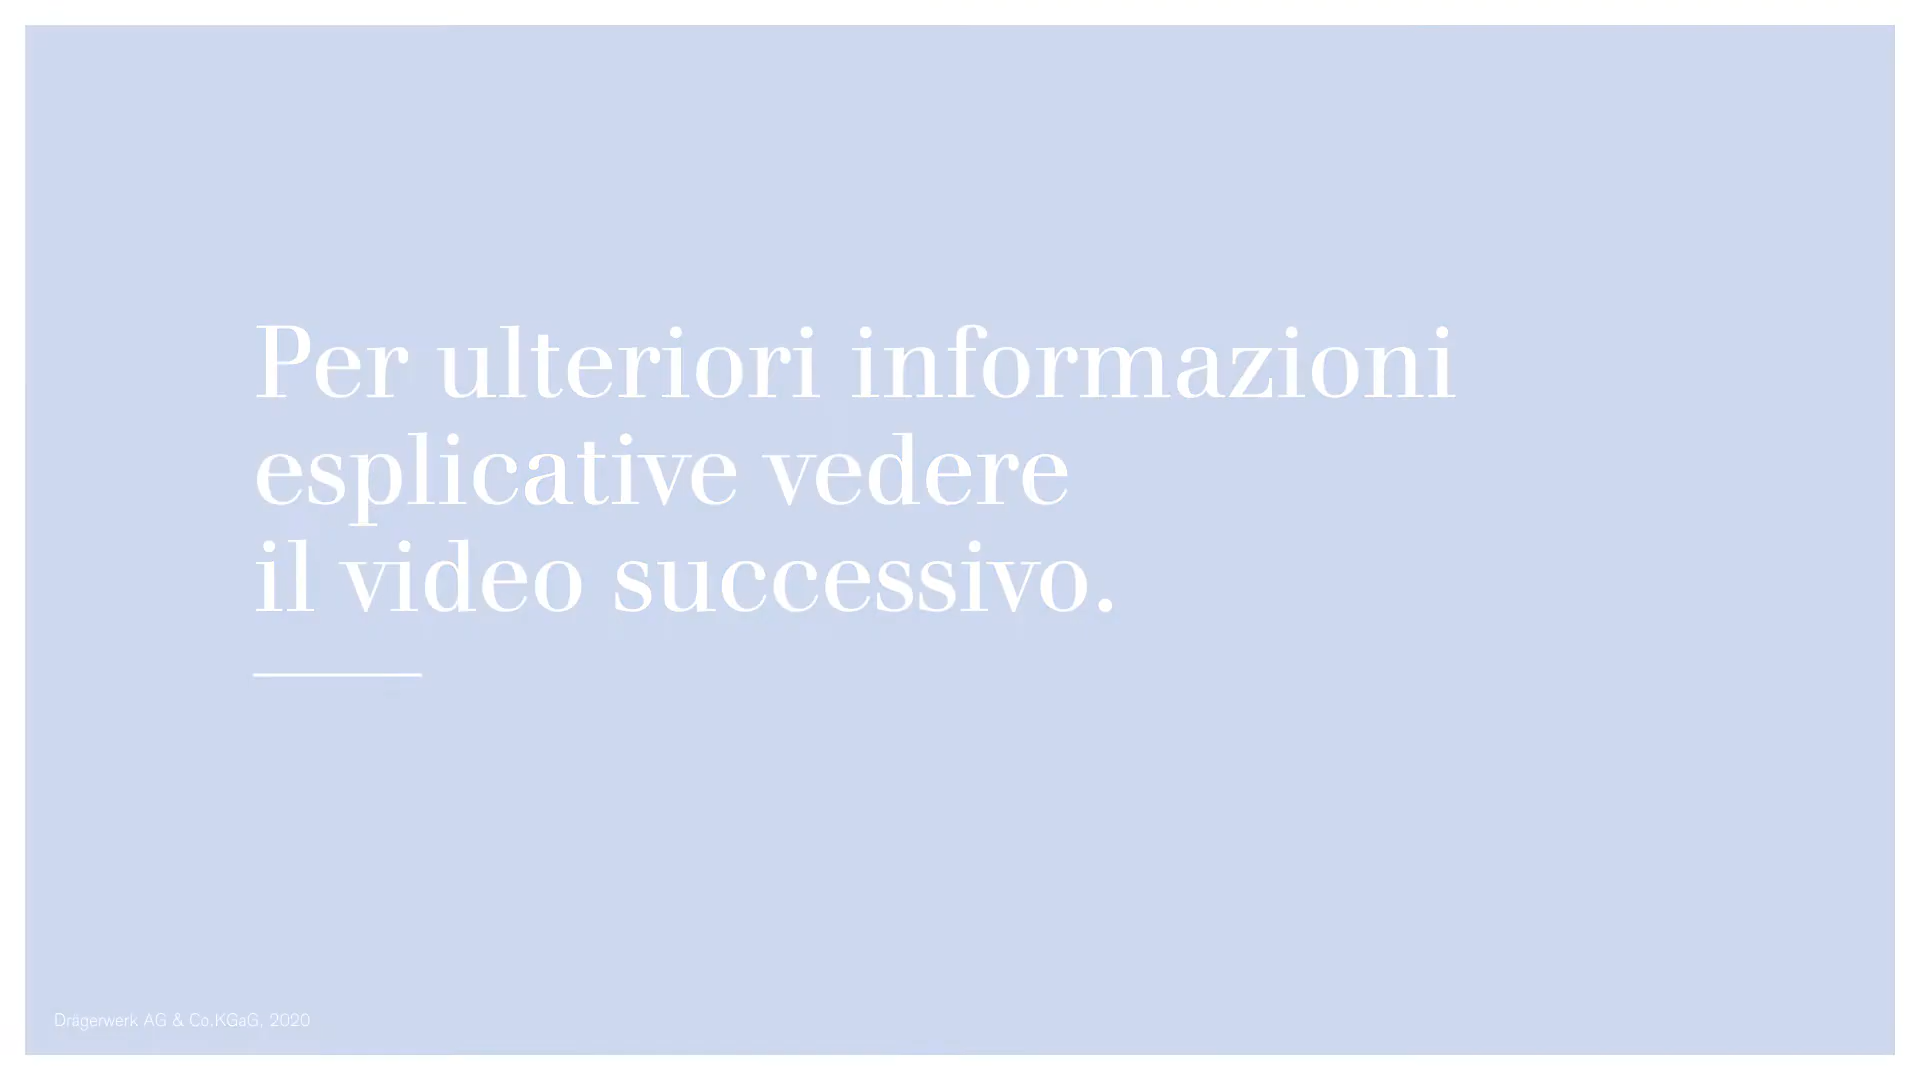 Per ulteriori informazioni
esplicative vedere
il video successivo.
Drägerwerk AG & Co.KGaG, 2020